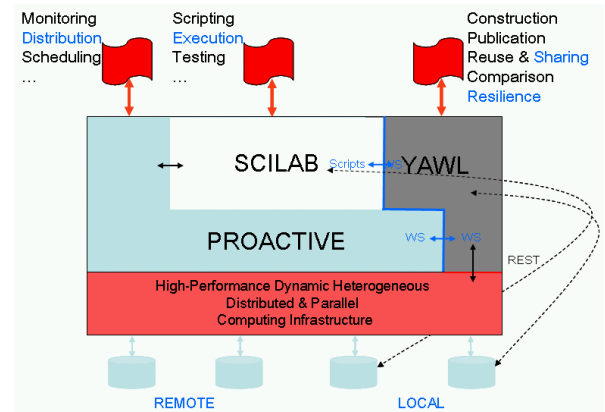 Monitoring
Distribution
Scheduling
...
Scripting
Execution
Testing
...
Construction
Publication
Reuse & Sharing
Comparison
Resilience
SCILAB
Scripts
WS
YAWL
PROACTIVE
WS
WS
REST
High-Performance Dynamic Heterogeneous
Distributed & Parallel
Computing Infrastructure
REMOTE
LOCAL